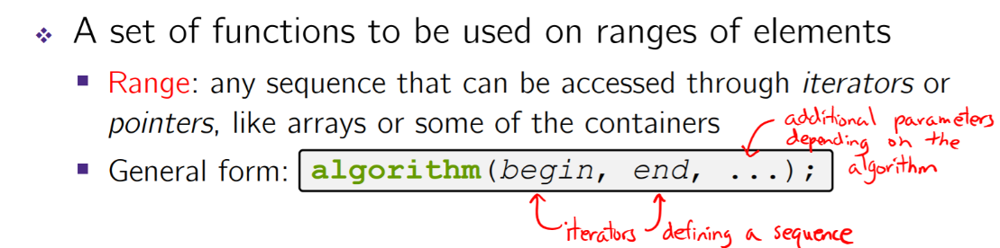 ❖ A set of functions to be used on ranges of elements
▪ Range: any sequence that can be accessed through iterators or
pointers, like arrays or some of the containers
additional parameters
depending on the
algorithm
▪ General form: algorithm(begin, end, ...);
iterators defining a sequence